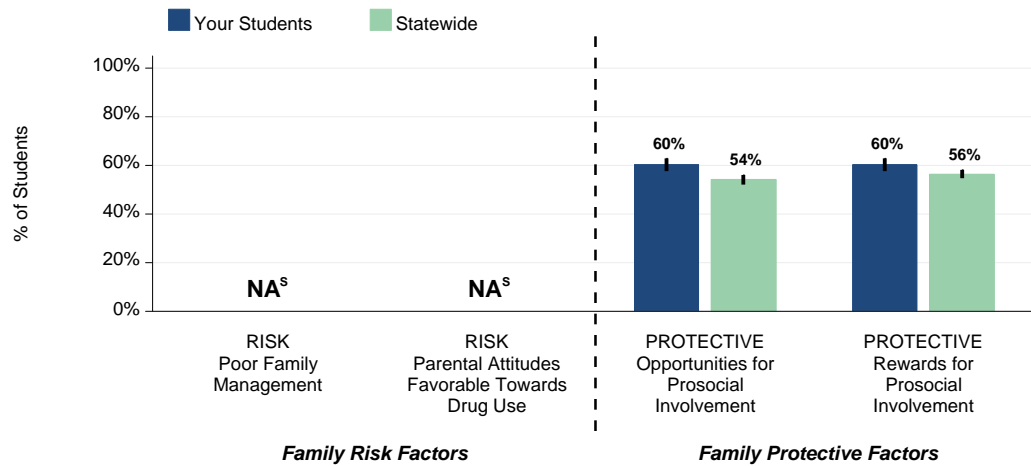 Your Students Statewide
% of Students
100%
80%
60%
40%
20%
0%
60% 54% 60% 56%
NAˢ NAˢ
RISK
Poor Family
Management
RISK
Parental Attitudes
Favorable Towards
Drug Use
PROTECTIVE
Opportunities for
Prosocial
Involvement
PROTECTIVE
Rewards for
Prosocial
Involvement
Family Risk Factors Family Protective Factors